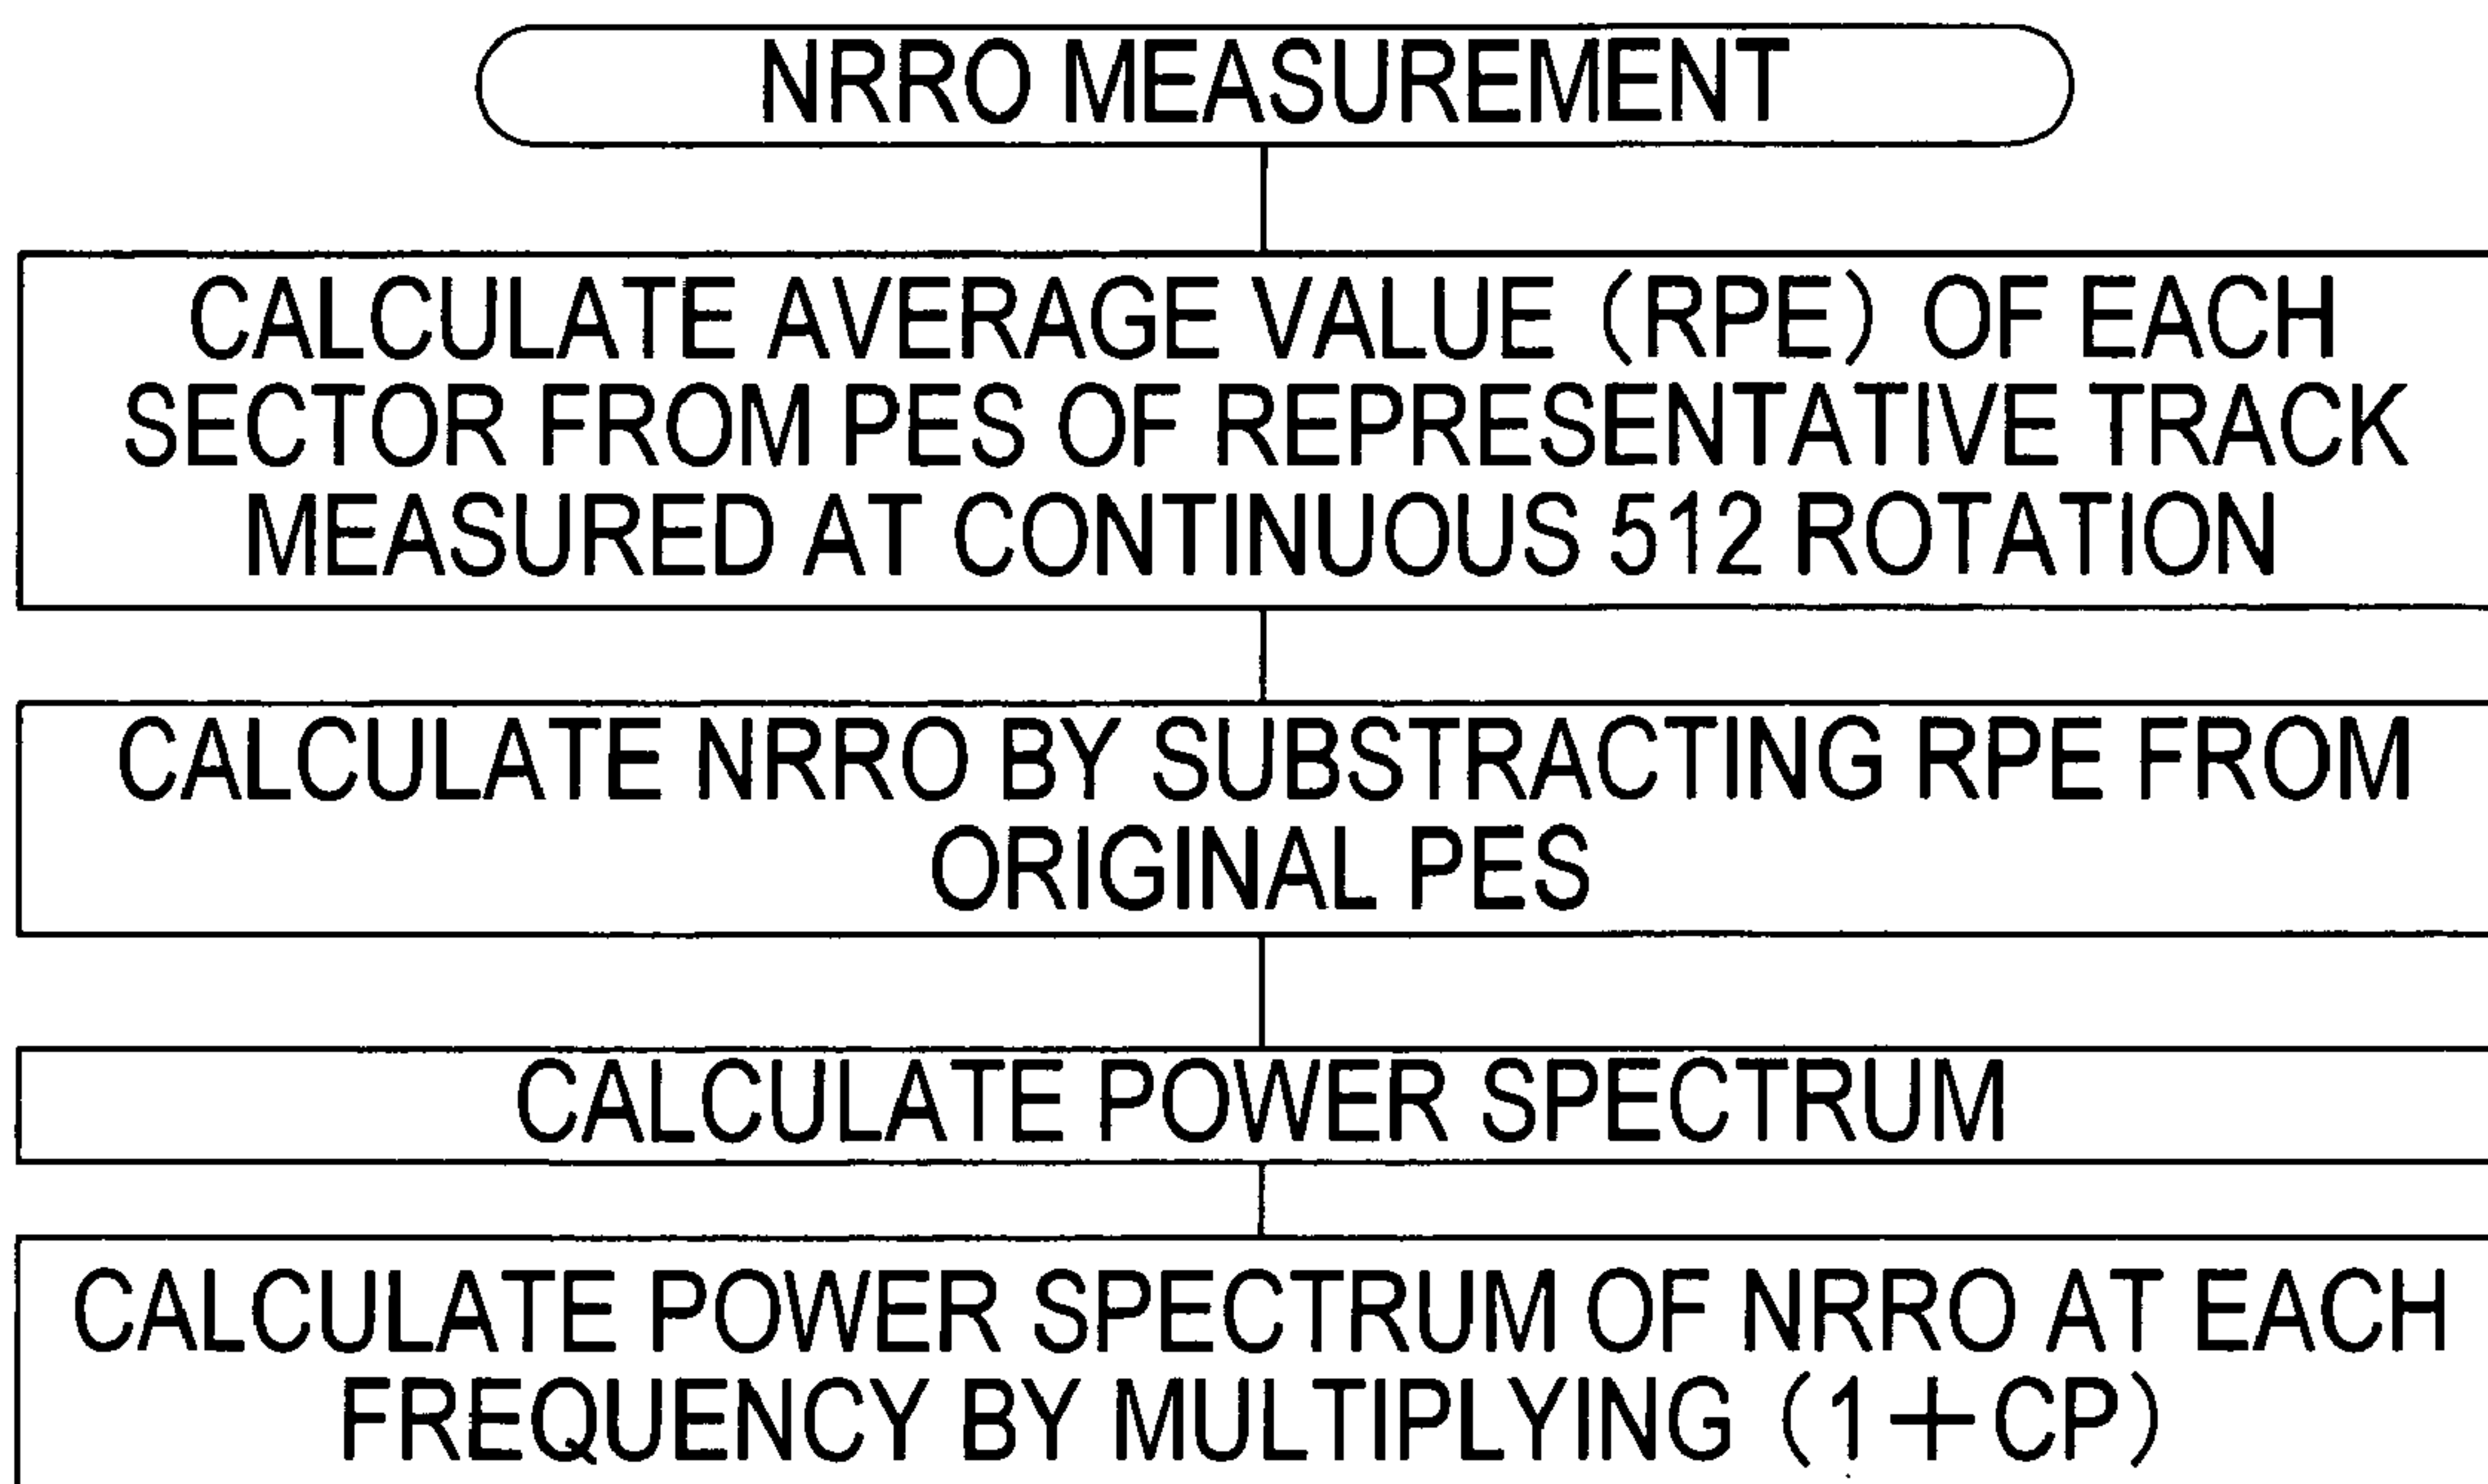 NRRO MEASUREMENT
CALCULATE AVERAGE VALUE (RPE) OF EACH
SECTOR FROM PES OF REPRESENTATIVE TRACK
MEASURED AT CONTINUOUS 512 ROTATION
CALCULATE NRRO BY SUBSTRACTING RPE FROM
ORIGINAL PES
CALCULATE POWER SPECTRUM
CALCULATE POWER SPECTRUM OF NRRO AT EACH
FREQUENCY BY MULTIPLYING (1+CP)